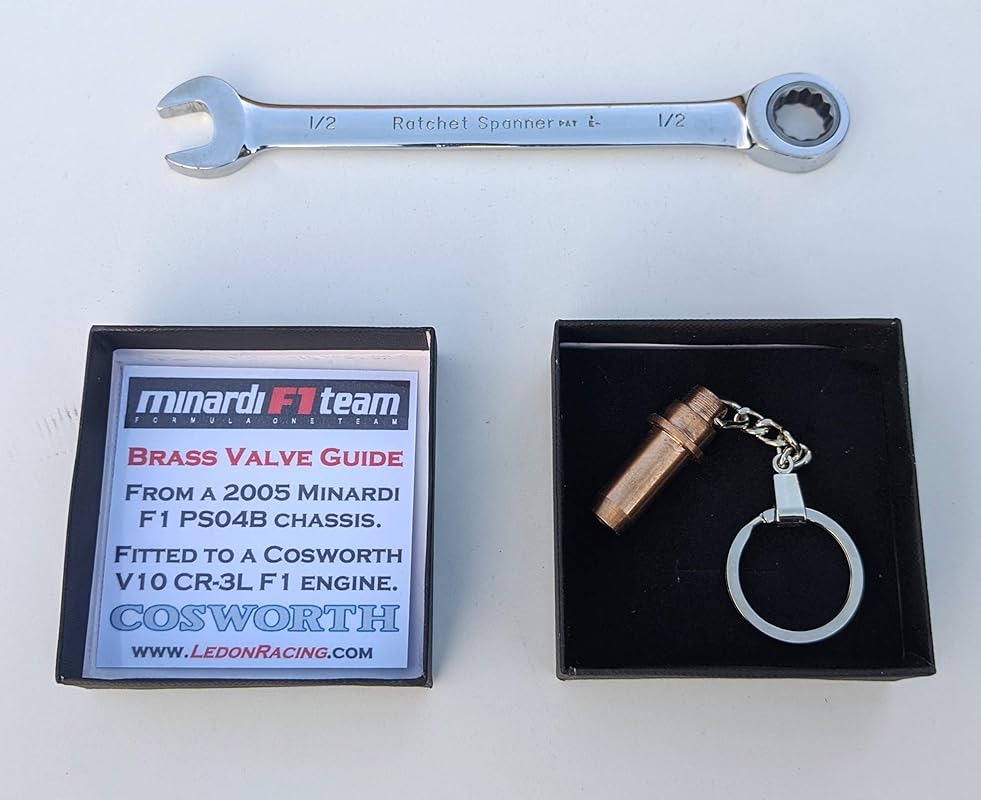 1/2 Ratchet Spanner PAT 1/2
minardi F1 team
FORMULA ONE TEAM
BRASS VALVE GUIDE
FROM A 2005 MINARDI
F1 PS04B CHASSIS.
FITTED TO A COSWORTH
V10 CR-3L F1 ENGINE.
COSWORTH
WWW.LEDONRACING.COM